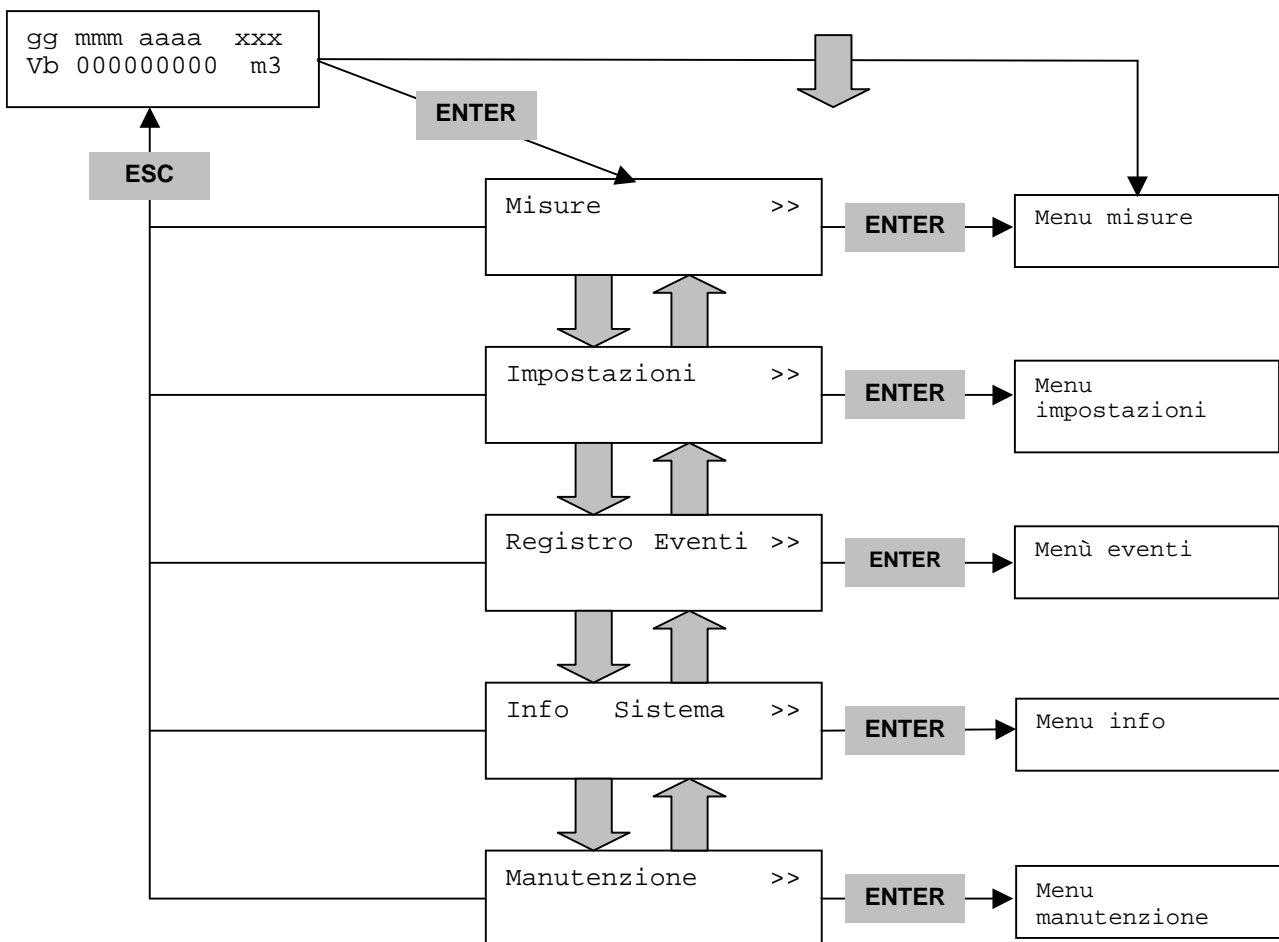 gg mmm aaaa xxx
Vb 000000000 m3
ENTER
ESC
Misure >>
ENTER
Menu misure
Impostazioni >>
ENTER
Menu
impostazioni
Registro Eventi >>
ENTER
Menù eventi
Info Sistema >>
ENTER
Menu info
Manutenzione >>
ENTER
Menu
manutenzione